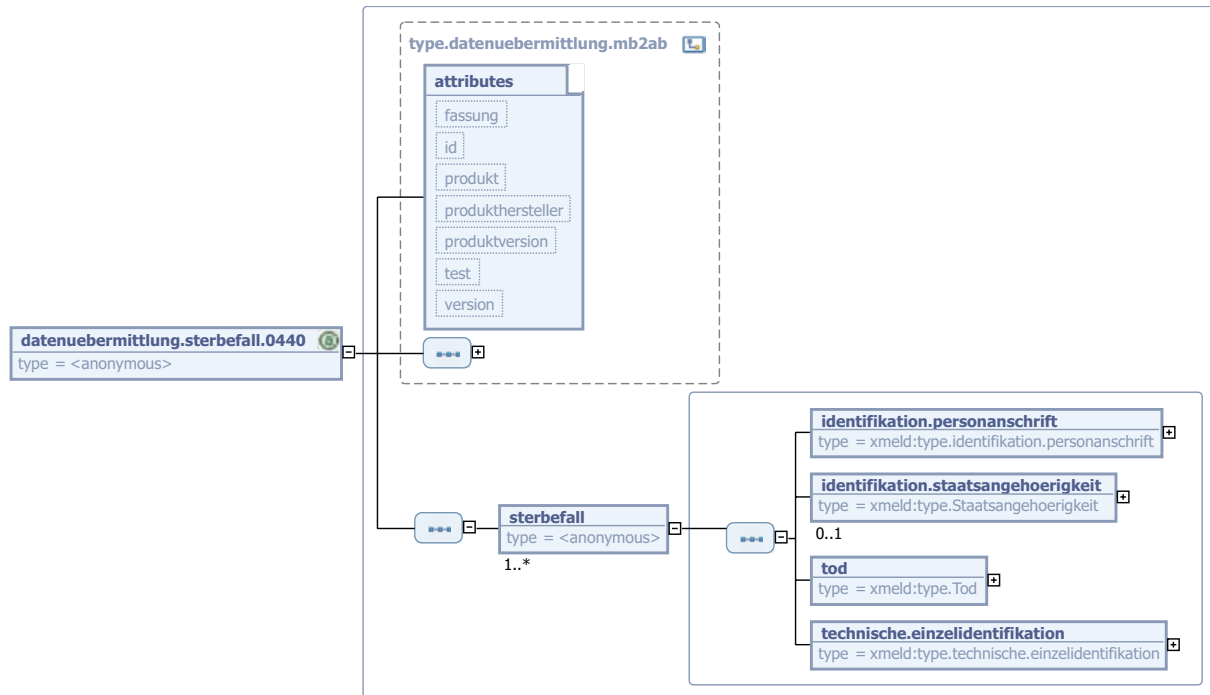 type.datenuebermittlung.mb2ab
attributes
fassung
id
produkt
produkthersteller
produktversion
test
version
datenuebermittlung.sterbefall.0440
type = <anonymous>
sterbefall
type = <anonymous>
1..*
identifikation.personanschrift
type = xmeld:type.identifikation.personanschrift
identifikation.staatsangehoerigkeit
type = xmeld:type.Staatsangehoerigkeit
0..1
tod
type = xmeld:type.Tod
technische.einzelidentifikation
type = xmeld:type.technische.einzelidentifikation